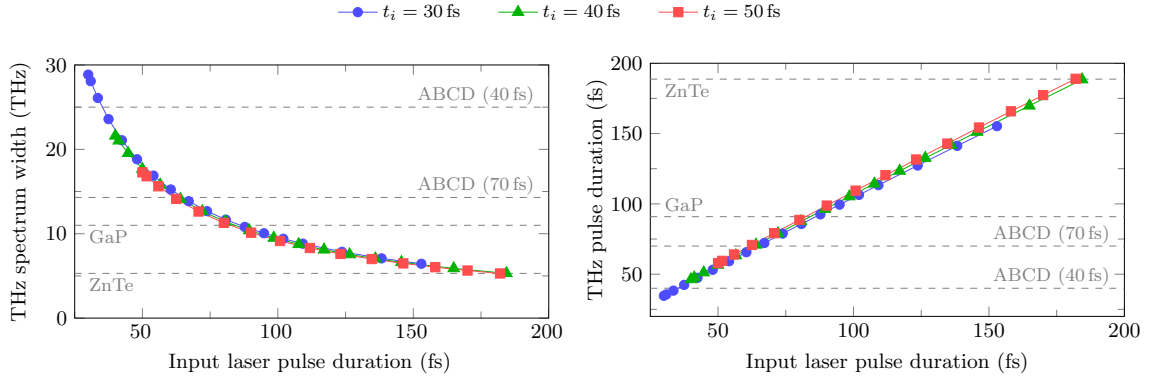 t_i = 30 fs t_i = 40 fs t_i = 50 fs
THz spectrum width (THz)
30
20
10
0
ABCD (40 fs)
ABCD (70 fs)
GaP
ZnTe
50 100 150 200
Input laser pulse duration (fs)
THz pulse duration (fs)
200
150
100
50
ZnTe
GaP
ABCD (70 fs)
ABCD (40 fs)
50 100 150 200
Input laser pulse duration (fs)